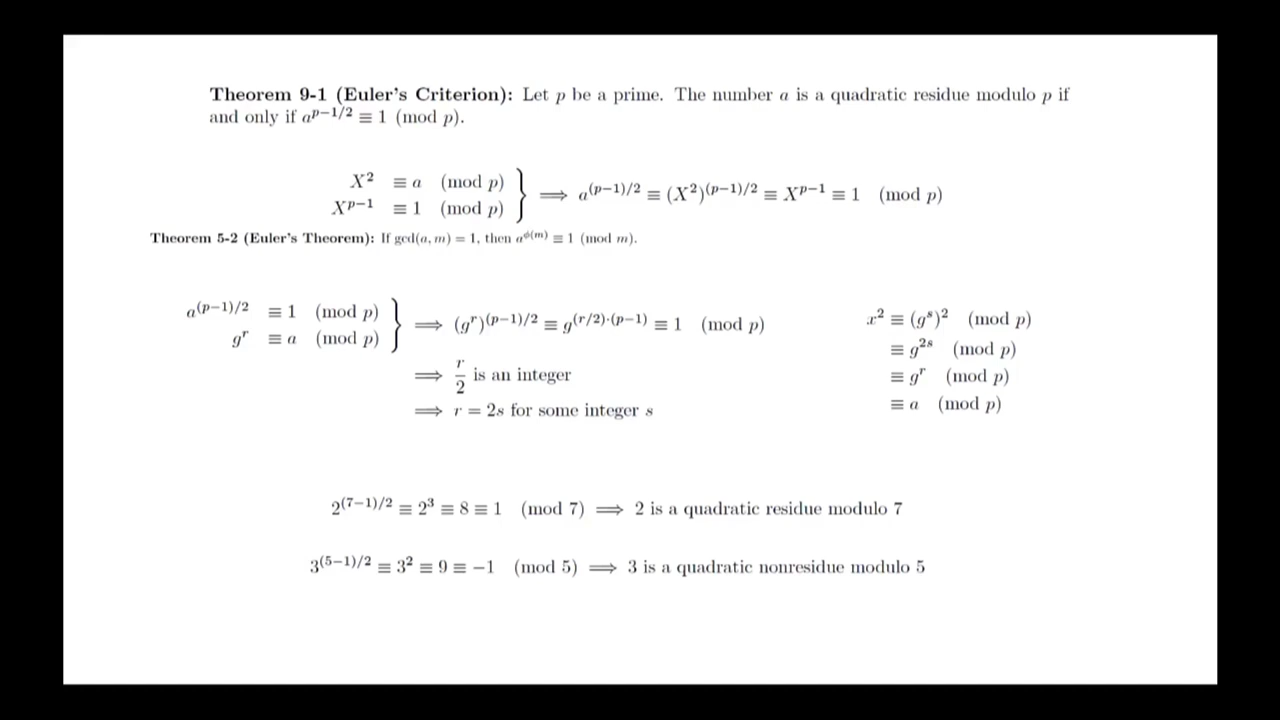 Theorem 9-1 (Euler's Criterion): Let p be a prime. The number a is a quadratic residue modulo p if
and only if a^{p−1/2} ≡ 1 (mod p).
X^2 ≡ a (mod p)
X^{p−1} ≡ 1 (mod p) } ⟹ a^{(p−1)/2} ≡ (X^2)^{(p−1)/2} ≡ X^{p−1} ≡ 1 (mod p)
Theorem 5-2 (Euler's Theorem): If gcd(a, m) = 1, then a^{ϕ(m)} ≡ 1 (mod m).
a^{(p−1)/2} ≡ 1 (mod p)
g^r ≡ a (mod p) } ⟹ (g^r)^{(p−1)/2} ≡ g^{(r/2)·(p−1)} ≡ 1 (mod p)
⟹ r/2 is an integer
⟹ r = 2s for some integer s
x^2 ≡ (g^s)^2 (mod p)
≡ g^{2s} (mod p)
≡ g^r (mod p)
≡ a (mod p)
2^{(7−1)/2} ≡ 2^3 ≡ 8 ≡ 1 (mod 7) ⟹ 2 is a quadratic residue modulo 7
3^{(5−1)/2} ≡ 3^2 ≡ 9 ≡ −1 (mod 5) ⟹ 3 is a quadratic nonresidue modulo 5